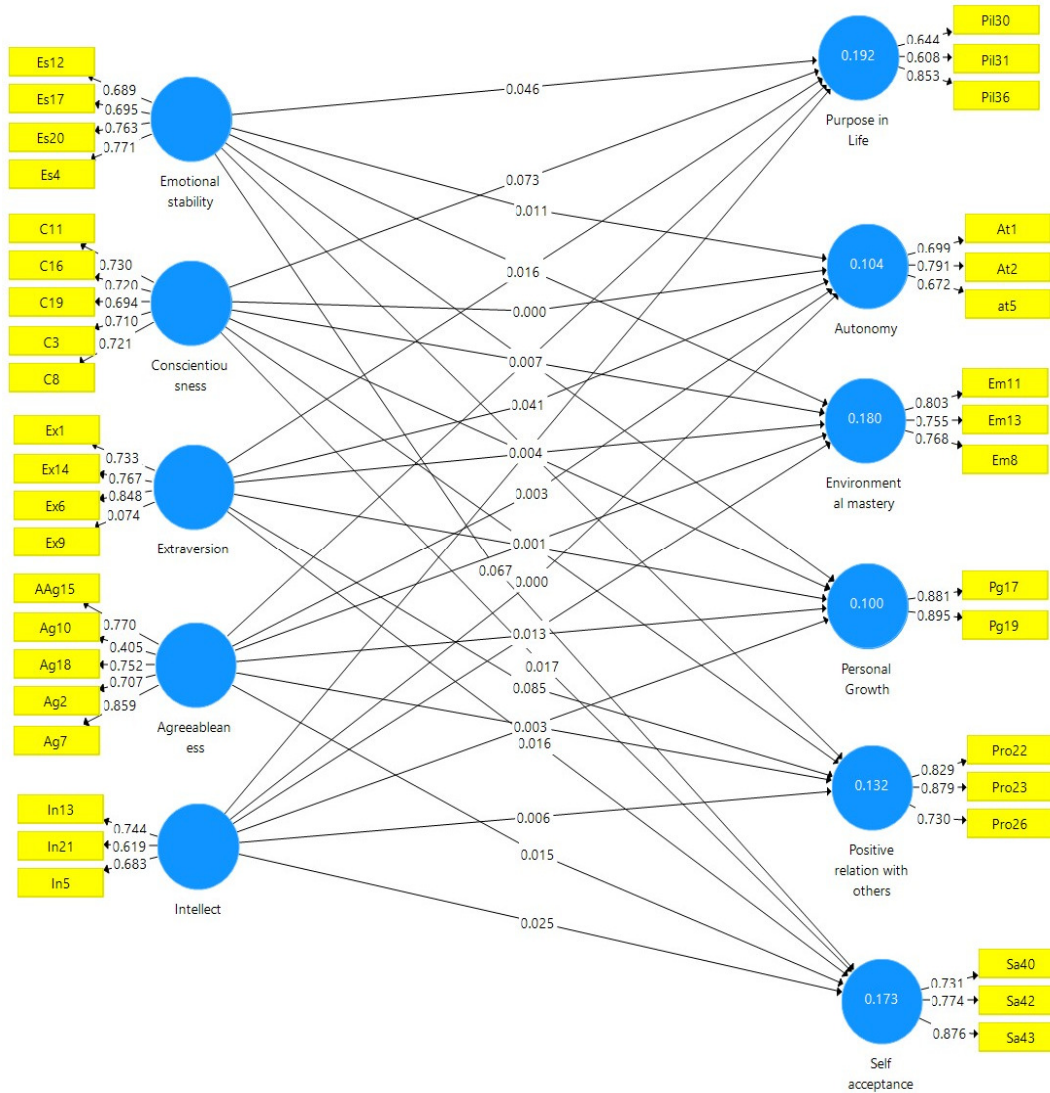 Es12
Es17
Es20
Es4
0.689
0.695
0.763
0.771
Emotional
stability
C11
C16
C19
C3
C8
0.730
0.720
0.694
0.710
0.721
Conscientiou
sness
Ex1
Ex14
Ex6
Ex9
0.733
0.767
0.848
0.074
Extraversion
AAg15
Ag10
Ag18
Ag2
Ag7
0.770
0.405
0.752
0.707
0.859
Agreeablean
ess
In13
In21
In5
0.744
0.619
0.683
Intellect
0.046
0.073
0.011
0.016
0.000
0.007
0.041
0.004
0.003
0.001
0.067
0.000
0.013
0.017
0.085
0.003
0.016
0.006
0.015
0.025
0.192
Purpose in
Life
0.644
0.608
0.853
Pil30
Pil31
Pil36
0.104
Autonomy
0.699
0.791
0.672
At1
At2
at5
0.180
Environment
al mastery
0.803
0.755
0.768
Em11
Em13
Em8
0.100
Personal
Growth
0.881
0.895
Pg17
Pg19
0.132
Positive
relation with
others
0.829
0.879
0.730
Pro22
Pro23
Pro26
0.173
Self
acceptance
0.731
0.774
0.876
Sa40
Sa42
Sa43